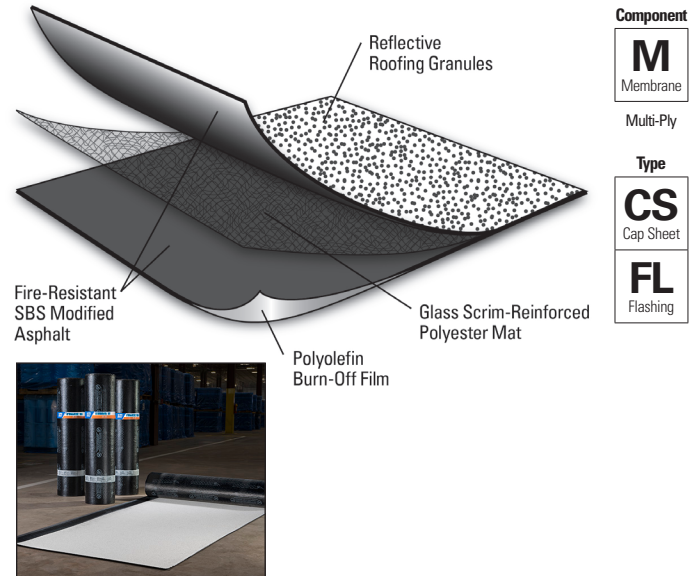 Component
M
Membrane
Multi-Ply
Type
CS
Cap Sheet
FL
Flashing
Reflective
Roofing Granules
Fire-Resistant
SBS Modified
Asphalt
Glass Scrim-Reinforced
Polyester Mat
Polyolefin
Burn-Off Film